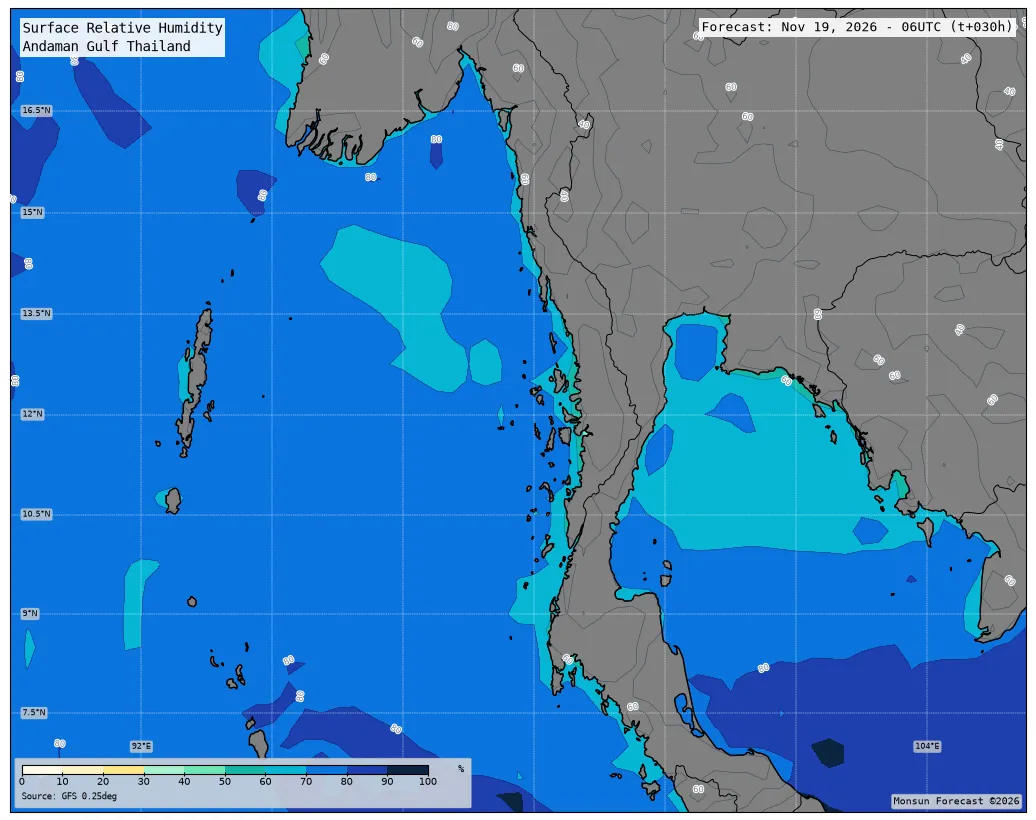 Surface Relative Humidity
Andaman Gulf Thailand
Forecast: Nov 19, 2026 - 06UTC (t+030h)
16.5°N
15°N
13.5°N
12°N
10.5°N
9°N
7.5°N
92°E
104°E
0 10 20 30 40 50 60 70 80 90 100 %
Source: GFS 0.25deg
Monsun Forecast ©2026